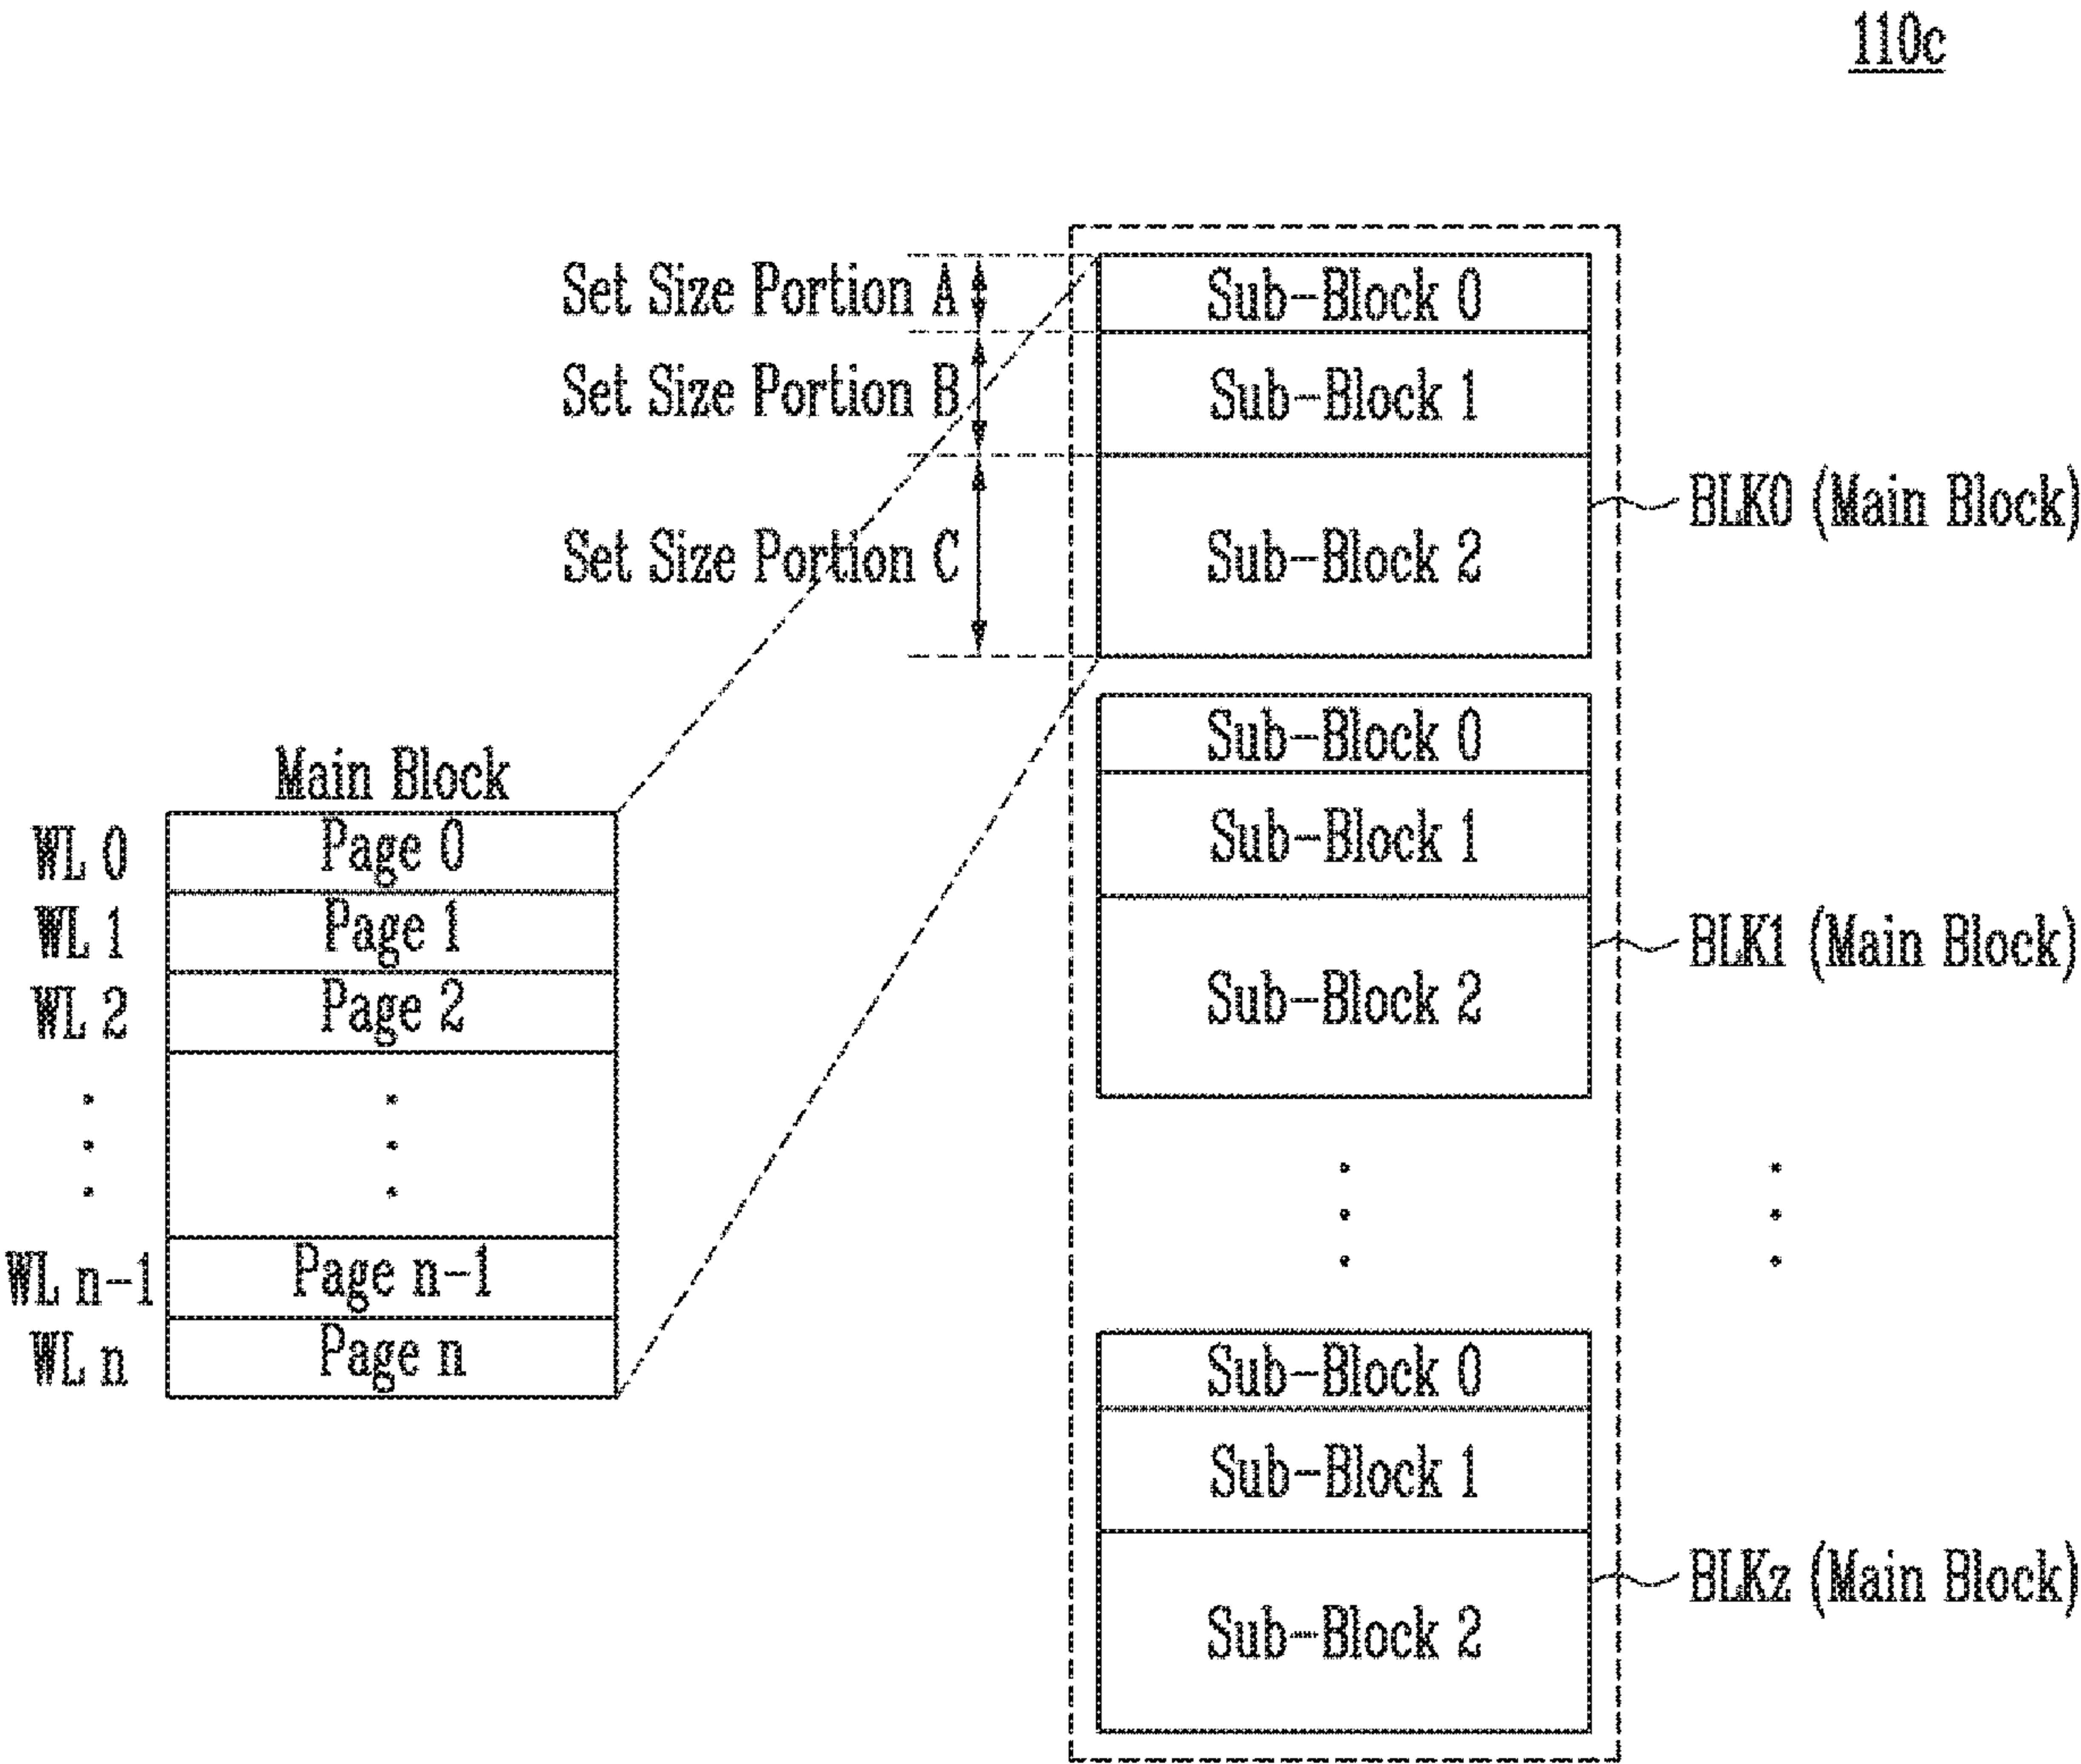 110c
Set Size Portion A
Sub-Block 0
Set Size Portion B
Sub-Block 1
BLK0 (Main Block)
Set Size Portion C
Sub-Block 2
Sub-Block 0
Main Block
WL 0
Page 0
Sub-Block 1
WL 1
Page 1
BLK1 (Main Block)
WL 2
Page 2
Sub-Block 2
WL n-1
Page n-1
WL n
Page n
Sub-Block 0
Sub-Block 1
BLKz (Main Block)
Sub-Block 2